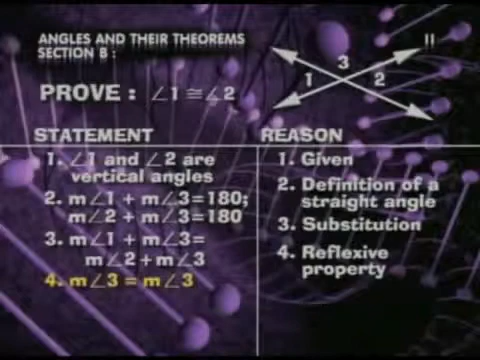 ANGLES AND THEIR THEOREMS
SECTION B :
PROVE : ∠1 ≅ ∠2
3
1
2
STATEMENT
1. ∠1 and ∠2 are
vertical angles
2. m∠1 + m∠3=180;
m∠2 + m∠3=180
3. m∠1 + m∠3=
m∠2 + m∠3
4. m∠3 = m∠3
REASON
1. Given
2. Definition of a
straight angle
3. Substitution
4. Reflexive
property